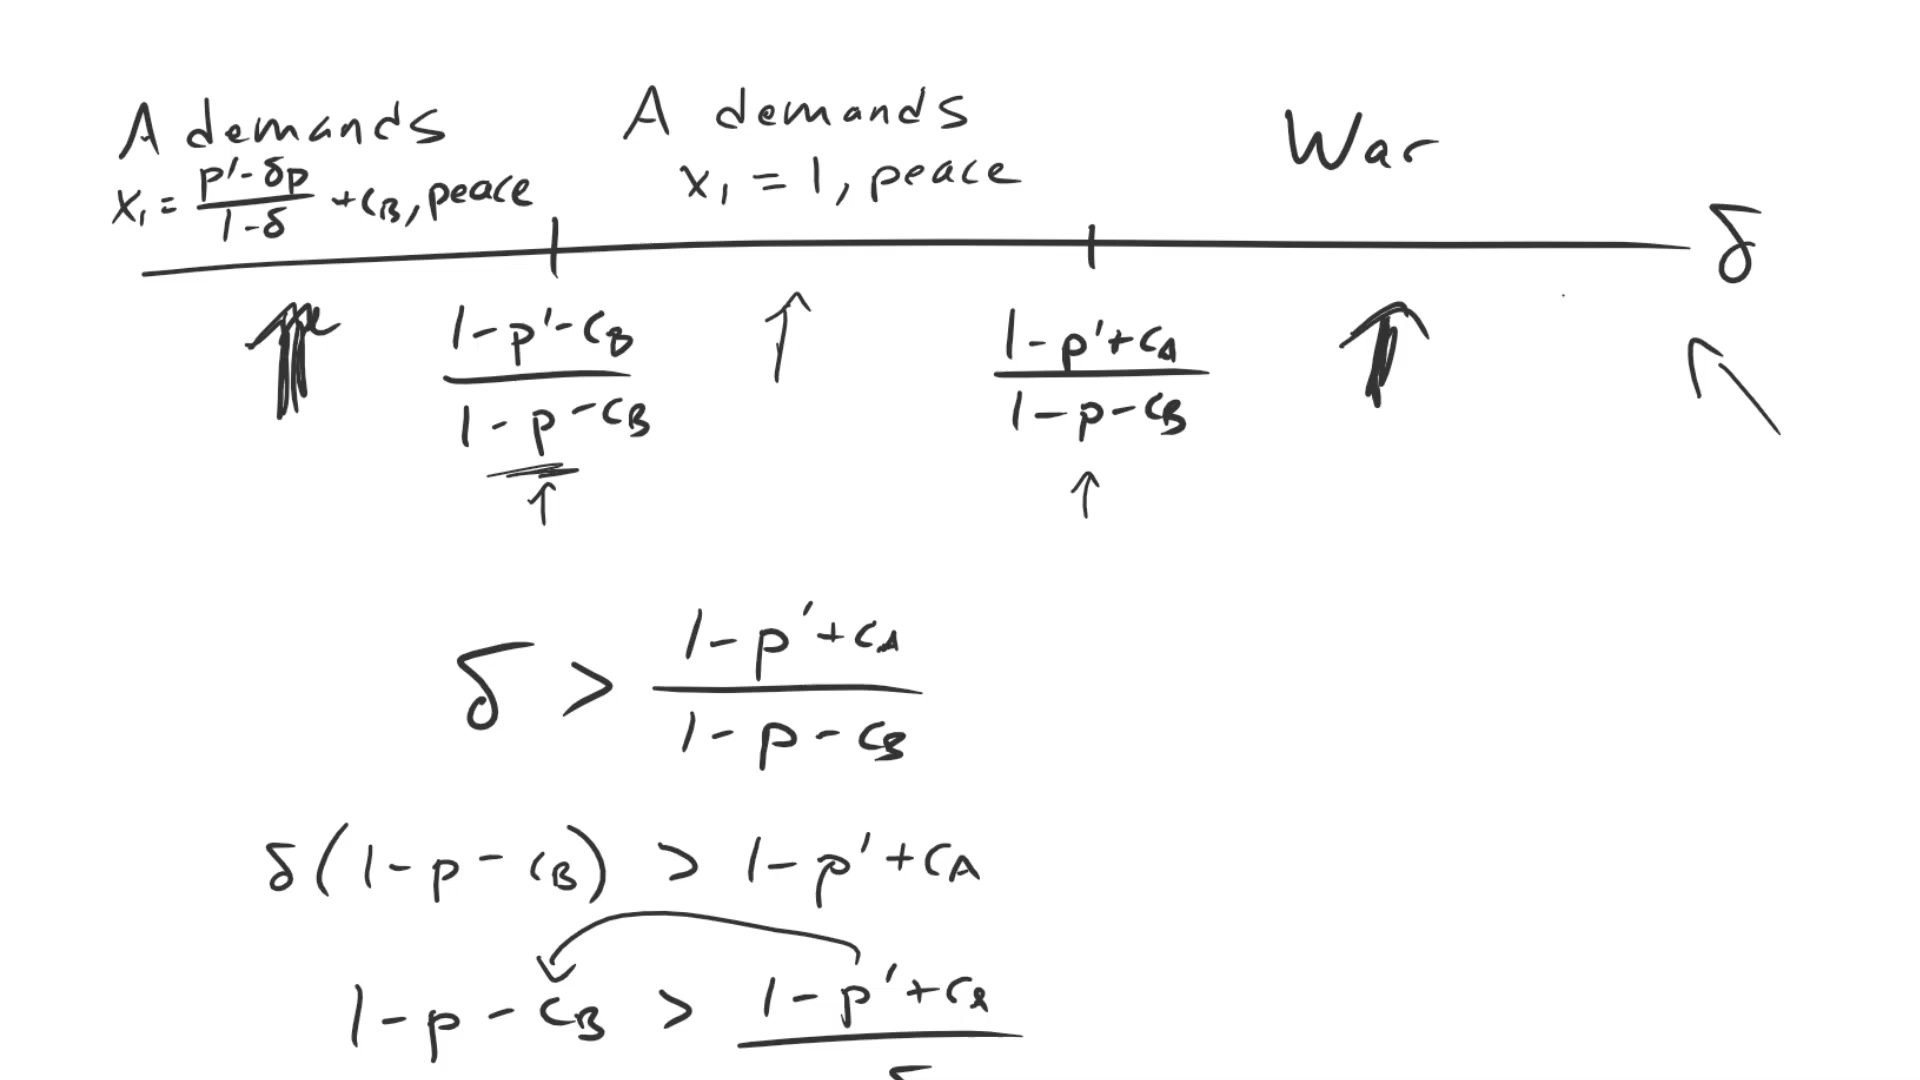 A demands
x₁ = (p'-δp)/(1-δ) + c_B, peace
A demands
x₁ = 1, peace
War
δ
(1-p'-c_B)/(1-p-c_B)
(1-p'+c_A)/(1-p-c_B)
δ > (1-p'+c_A)/(1-p-c_B)
δ(1-p-c_B) > 1-p'+c_A
1-p-c_B > (1-p'+c_A)/δ